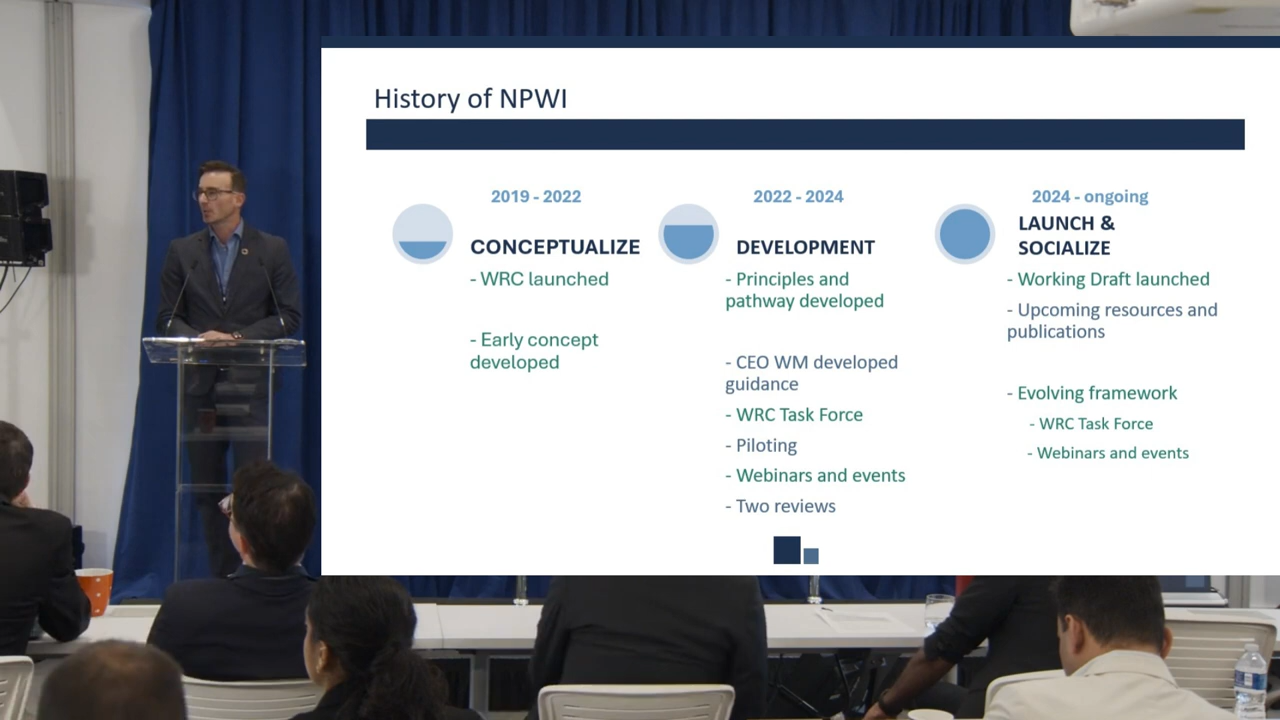 History of NPWI
2019 - 2022
CONCEPTUALIZE
- WRC launched
- Early concept
developed
2022 - 2024
DEVELOPMENT
- Principles and
pathway developed
- CEO WM developed
guidance
- WRC Task Force
- Piloting
- Webinars and events
- Two reviews
2024 - ongoing
LAUNCH &
SOCIALIZE
- Working Draft launched
- Upcoming resources and
publications
- Evolving framework
- WRC Task Force
- Webinars and events